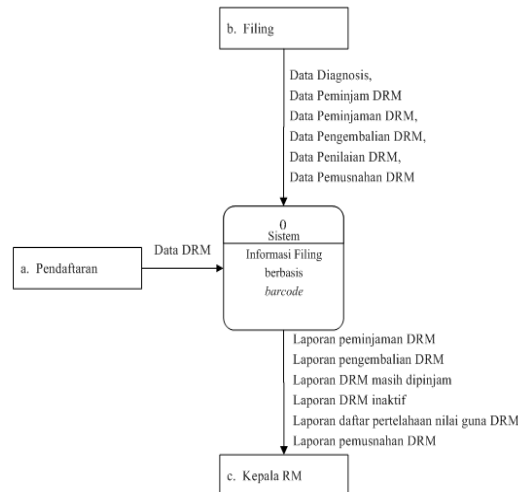 b. Filing
Data Diagnosis,
Data Peminjam DRM
Data Peminjaman DRM,
Data Pengembalian DRM,
Data Penilaian DRM,
Data Pemusnahan DRM
Data DRM
a. Pendaftaran
0
Sistem
Informasi Filing
berbasis
barcode
Laporan peminjaman DRM
Laporan pengembalian DRM
Laporan DRM masih dipinjam
Laporan DRM inaktif
Laporan daftar pertelahaan nilai guna DRM
Laporan pemusnahan DRM
c. Kepala RM